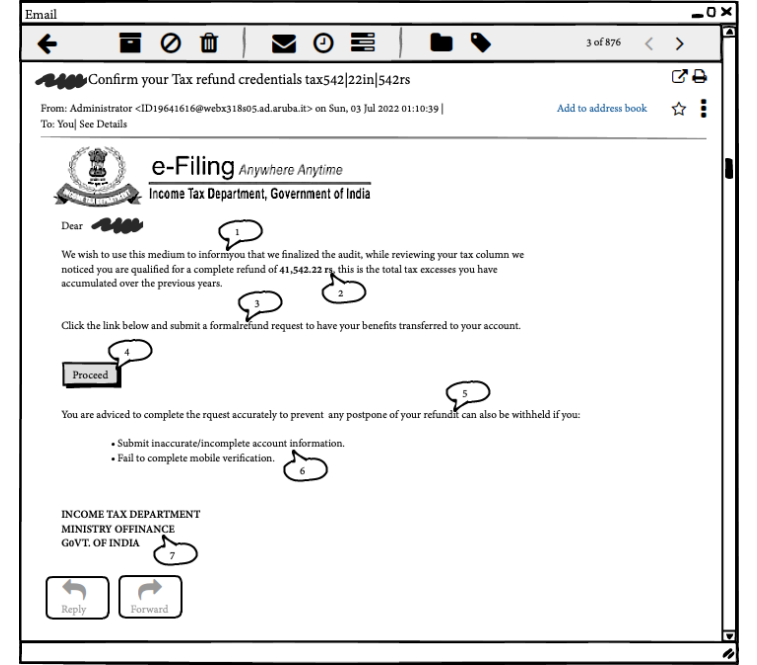 Email
3 of 876
Confirm your Tax refund credentials tax542|22in|542rs
From: Administrator <ID19641616@webx318s05.ad.aruba.it> on Sun, 03 Jul 2022 01:10:39 |
Add to address book
To: You| See Details
e-Filing Anywhere Anytime
Income Tax Department, Government of India
Dear
1
We wish to use this medium to informyou that we finalized the audit, while reviewing your tax column we
noticed you are qualified for a complete refund of 41,542.22 rs, this is the total tax excesses you have
accumulated over the previous years.
2
3
Click the link below and submit a formalrefund request to have your benefits transferred to your account.
4
Proceed
5
You are adviced to complete the rquest accurately to prevent any postpone of your refundit can also be withheld if you:
• Submit inaccurate/incomplete account information.
• Fail to complete mobile verification.
6
INCOME TAX DEPARTMENT
MINISTRY OFFINANCE
GoVT. OF INDIA
7
Reply
Forward